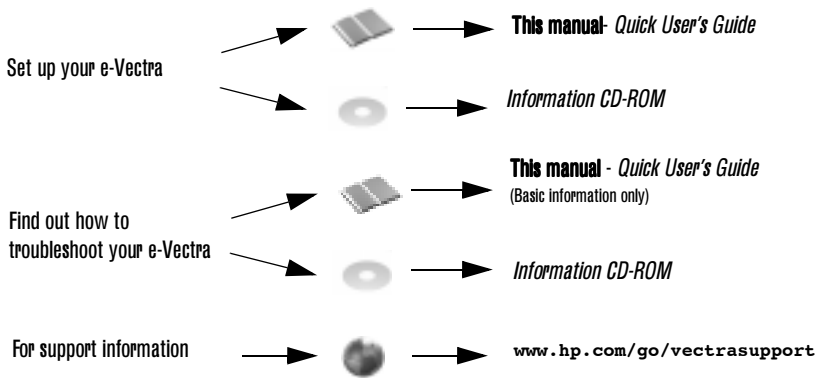 This manual- Quick User's Guide
Set up your e-Vectra
Information CD-ROM
This manual - Quick User's Guide
(Basic information only)
Find out how to
troubleshoot your e-Vectra
Information CD-ROM
For support information
www.hp.com/go/vectrasupport